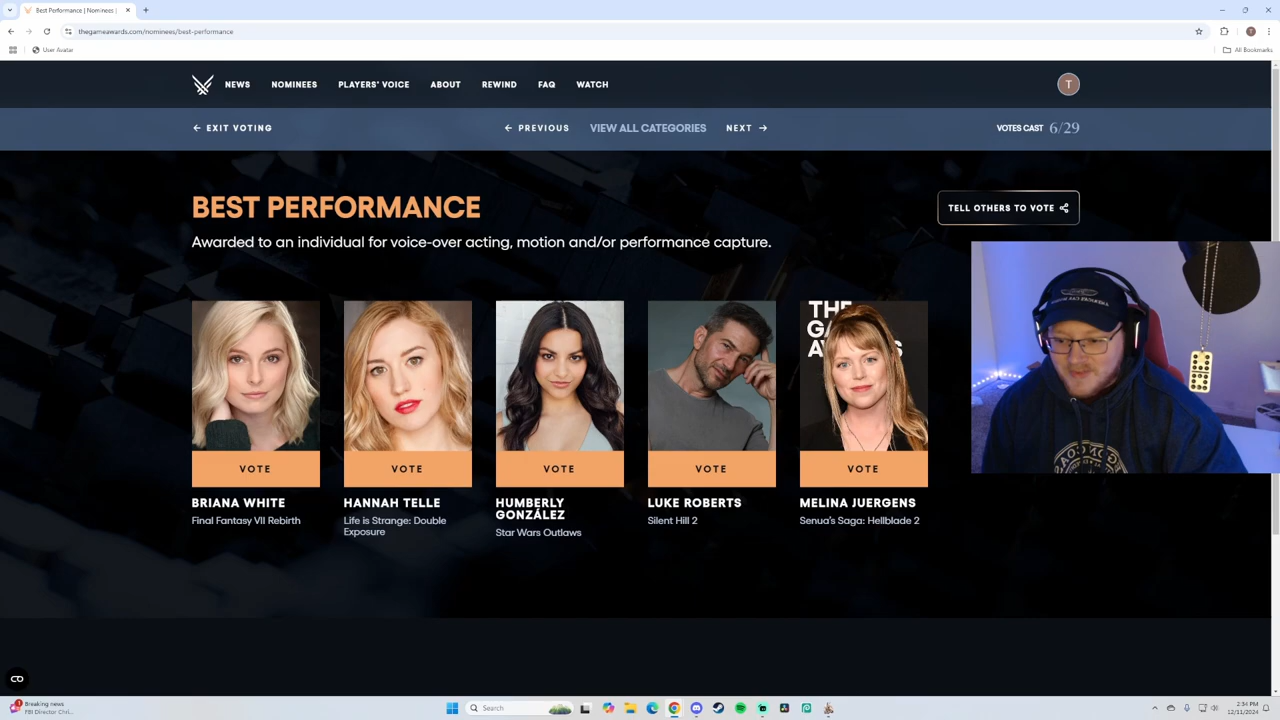 Best Performance | Nominees |
thegameawards.com/nominees/best-performance
T
User Avatar
All Bookmarks
NEWS
NOMINEES
PLAYERS' VOICE
ABOUT
REWIND
FAQ
WATCH
T
← EXIT VOTING
← PREVIOUS
VIEW ALL CATEGORIES
NEXT →
VOTES CAST 6/29
BEST PERFORMANCE
TELL OTHERS TO VOTE
Awarded to an individual for voice-over acting, motion and/or performance capture.
THE
VOTE
VOTE
VOTE
VOTE
VOTE
BRIANA WHITE
Final Fantasy VII Rebirth
HANNAH TELLE
Life is Strange: Double
Exposure
HUMBERLY
GONZÁLEZ
Star Wars Outlaws
LUKE ROBERTS
Silent Hill 2
MELINA JUERGENS
Senua's Saga: Hellblade 2
1
Breaking news
FBI Director Chri...
Search
2:34 PM
12/11/2024